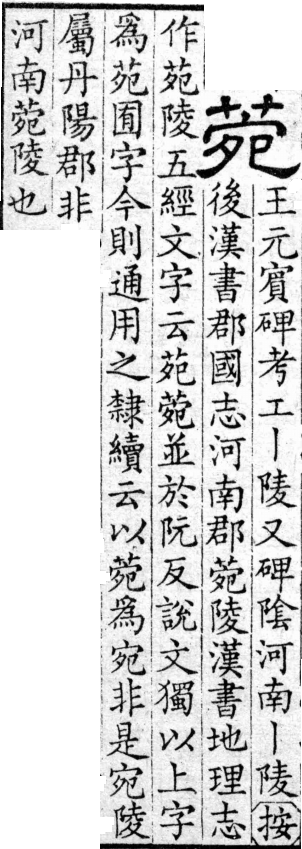 菀
王元賓碑考工丨陵又碑陰河南丨陵按
後漢書郡國志河南郡菀陵漢書地理志
作苑陵五經文字云苑菀並於阮反說文獨以上字
爲苑囿字今則通用之隸續云以菀爲宛非是宛陵
屬丹陽郡非
河南菀陵也